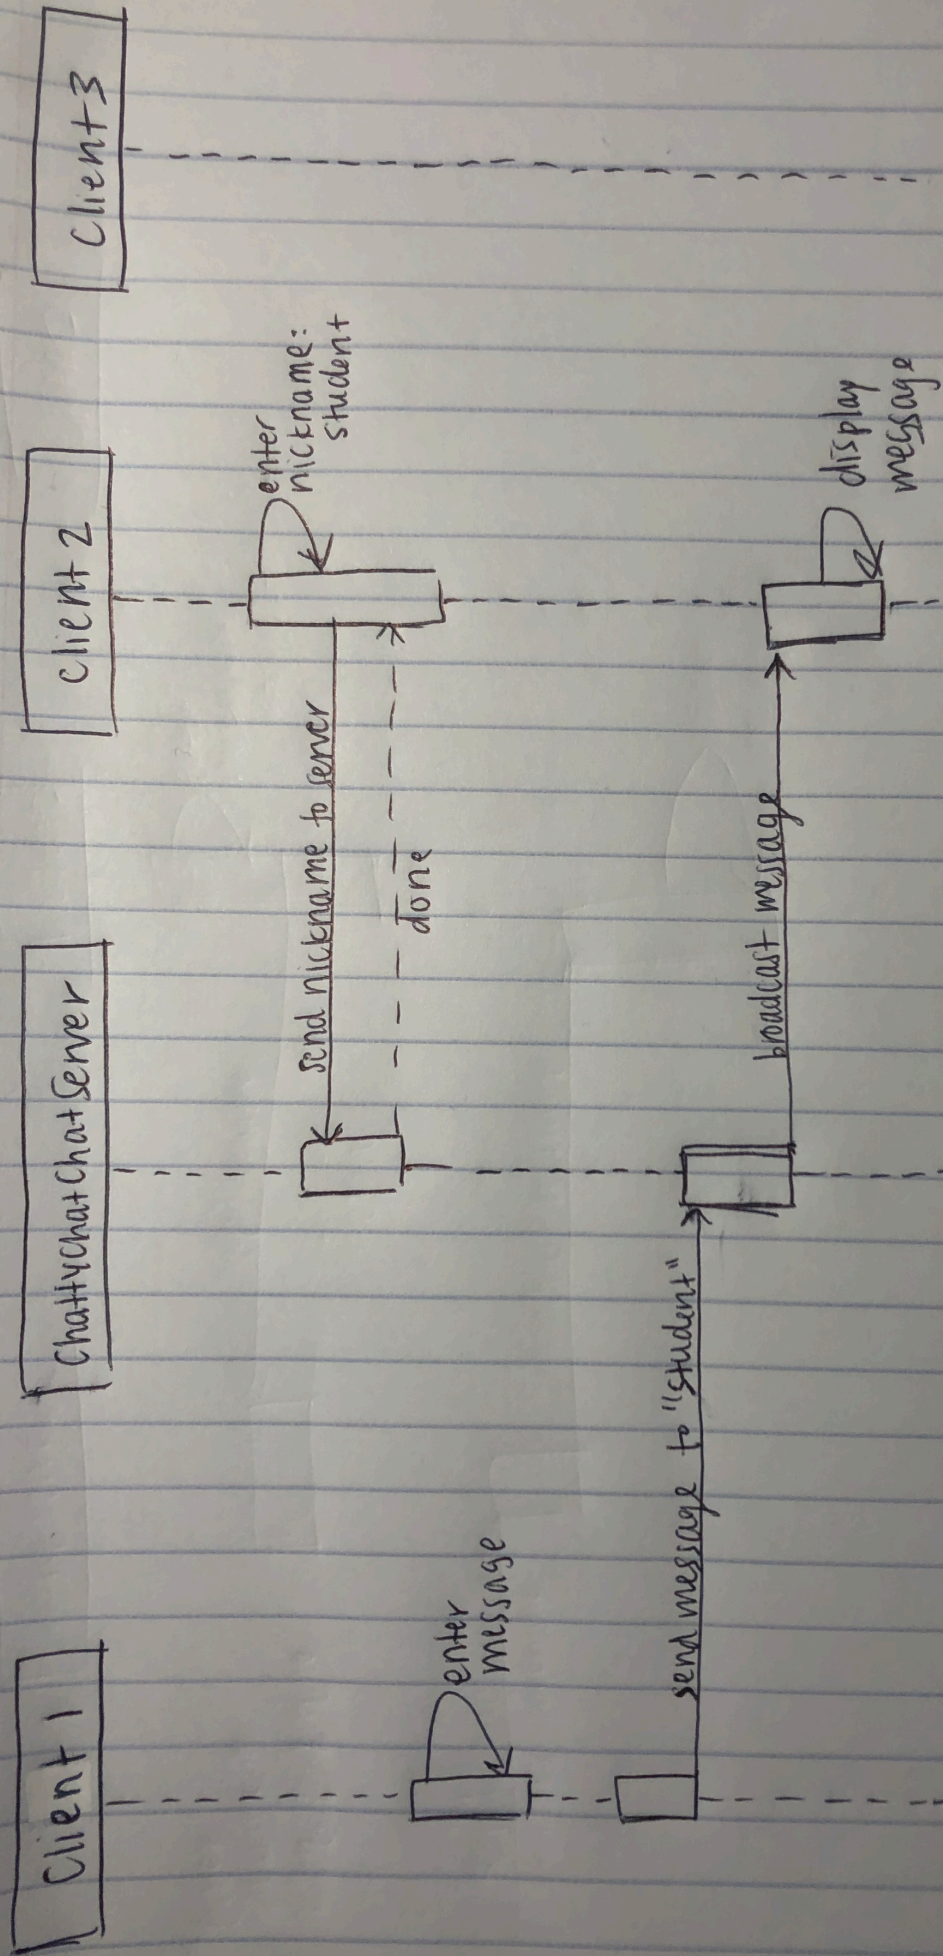 Client 1
ChattyChatChatServer
Client 2
Client 3
enter
nickname:
student
send nickname to server
done
enter
message
send message to "student"
broadcast message
display
message